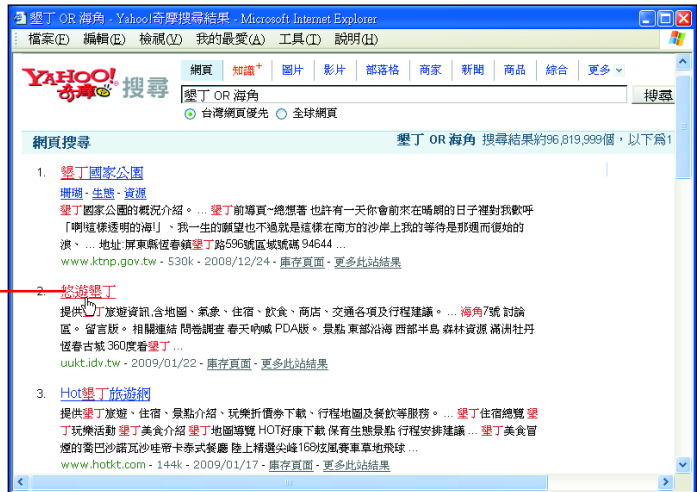 墾丁 OR 海角 - Yahoo!奇摩搜尋結果 - Microsoft Internet Explorer
檔案(F) 編輯(E) 檢視(V) 我的最愛(A) 工具(T) 說明(H)
YAHOO! 奇摩 搜尋
網頁 知識+ 圖片 影片 部落格 商家 新聞 商品 綜合 更多
墾丁 OR 海角 搜尋
台灣網頁優先 全球網頁
網頁搜尋 墾丁 OR 海角 搜尋結果約96,819,999個，以下為1
1. 墾丁國家公園
珊瑚 - 生態 - 資源
墾丁國家公園的概況介紹。... 墾丁前導頁~總想著 也許有一天你會前來在晴朗的日子裡對我歡呼
「啊!這樣透明的海!」、我一生的願望也不過就是這樣在南方的沙岸上我的等待是那週而復始的
浪、... 地址:屏東縣恆春鎮墾丁路596號區域號碼 94644 ...
www.ktnp.gov.tw - 530k - 2008/12/24 - 庫存頁面 - 更多此站結果
2. 悠遊墾丁
提供墾丁旅遊資訊,含地圖、氣象、住宿、飲食、商店、交通各項及行程建議。... 海角7號 討論
區。留言版。相關連結 問卷調查 春天吶喊 PDA版。景點 東部沿海 西部半島 森林資源 滿洲牡丹
恆春古城 360度看墾丁 ...
uukt.idv.tw - 2009/01/22 - 庫存頁面 - 更多此站結果
3. Hot墾丁旅遊網
提供墾丁旅遊、住宿、景點介紹、玩樂折價券下載、行程地圖及餐飲等服務。... 墾丁住宿總覽 墾
丁玩樂活動 墾丁美食介紹 墾丁地圖導覽 HOT好康下載 保育生態景點 行程安排建議 ... 墾丁美食冒
煙的喬巴沙諾瓦沙哇帝卡泰式餐廳 陸上精選尖峰168炫風賽車草地飛球 ...
www.hotkt.com - 144k - 2009/01/17 - 庫存頁面 - 更多此站結果